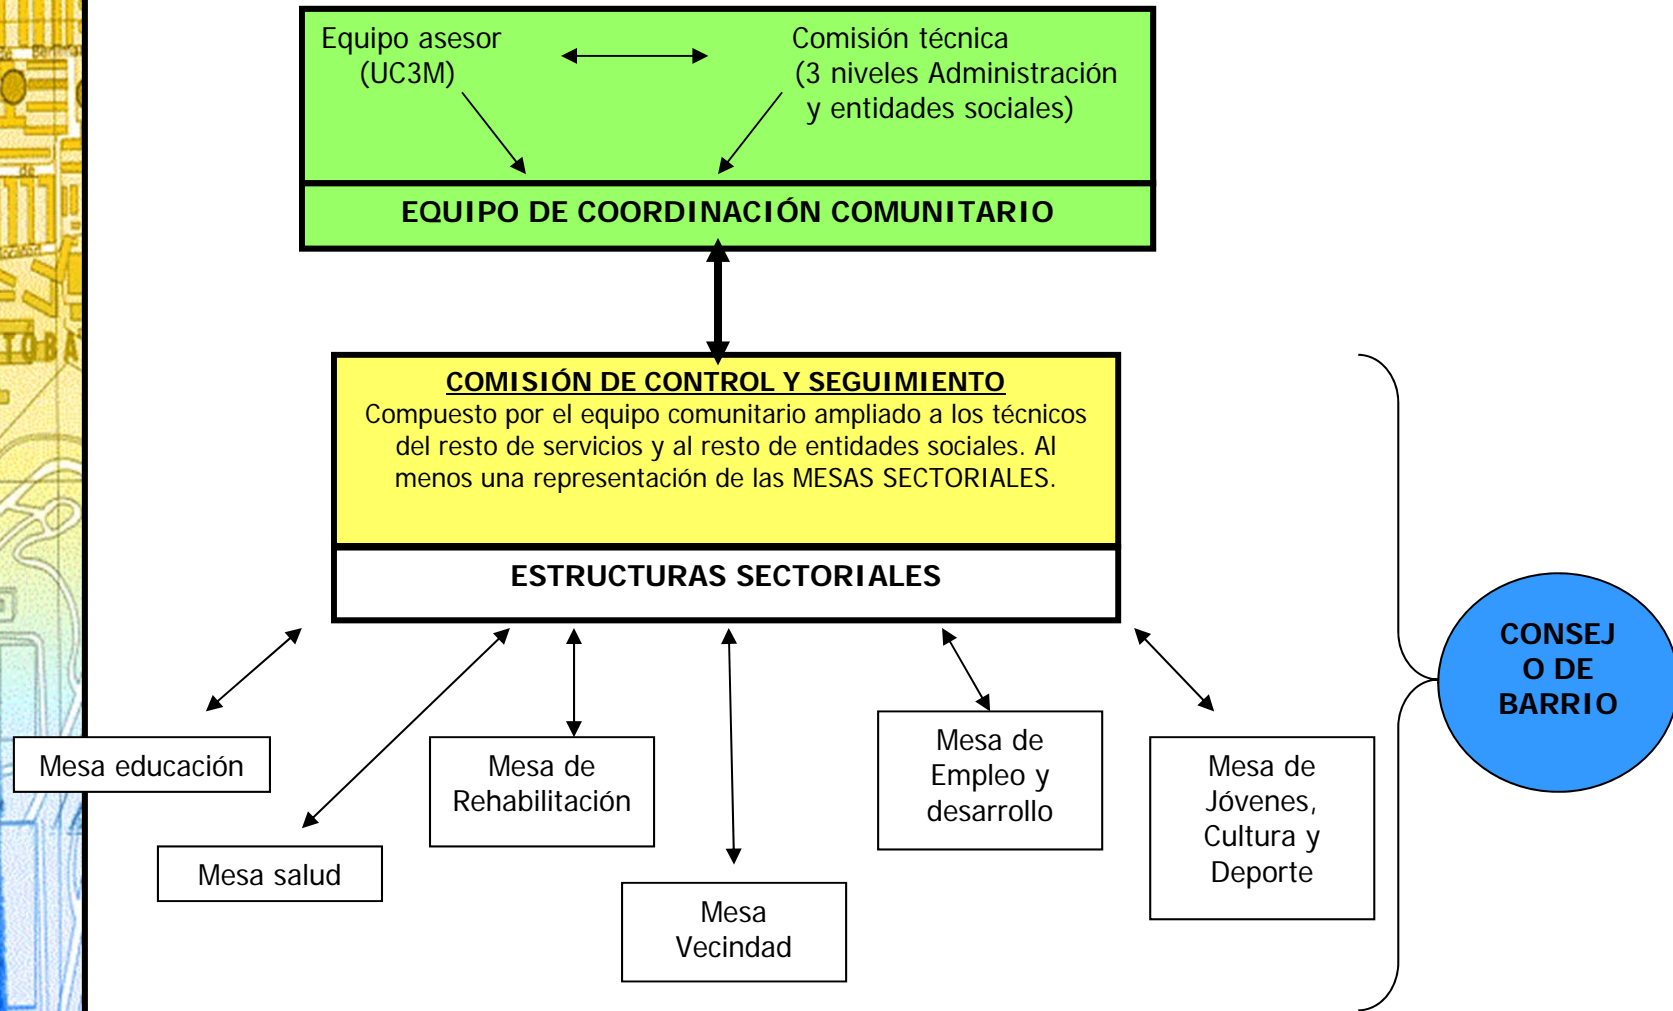 Equipo asesor
(UC3M)
Comisión técnica
(3 niveles Administración
y entidades sociales)
EQUIPO DE COORDINACIÓN COMUNITARIO
COMISIÓN DE CONTROL Y SEGUIMIENTO
Compuesto por el equipo comunitario ampliado a los técnicos
del resto de servicios y al resto de entidades sociales. Al
menos una representación de las MESAS SECTORIALES.
ESTRUCTURAS SECTORIALES
CONSEJ
O DE
BARRIO
Mesa educación
Mesa salud
Mesa de
Rehabilitación
Mesa
Vecindad
Mesa de
Empleo y
desarrollo
Mesa de
Jóvenes,
Cultura y
Deporte